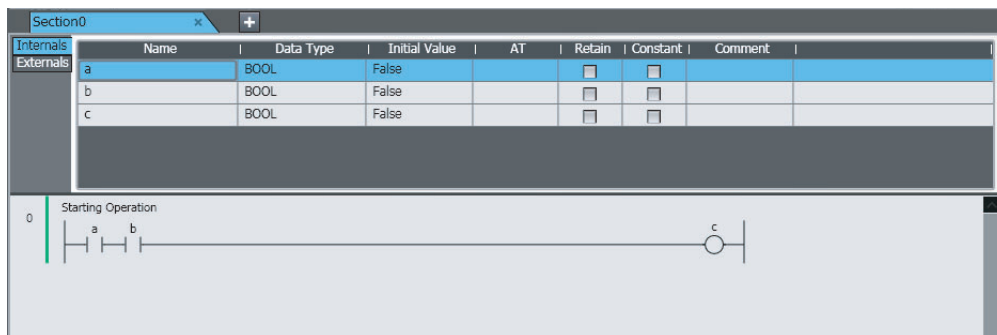 Section0 × +
Internals
Externals
Name Data Type Initial Value AT Retain Constant Comment
a BOOL False
b BOOL False
c BOOL False
0 Starting Operation
a b c